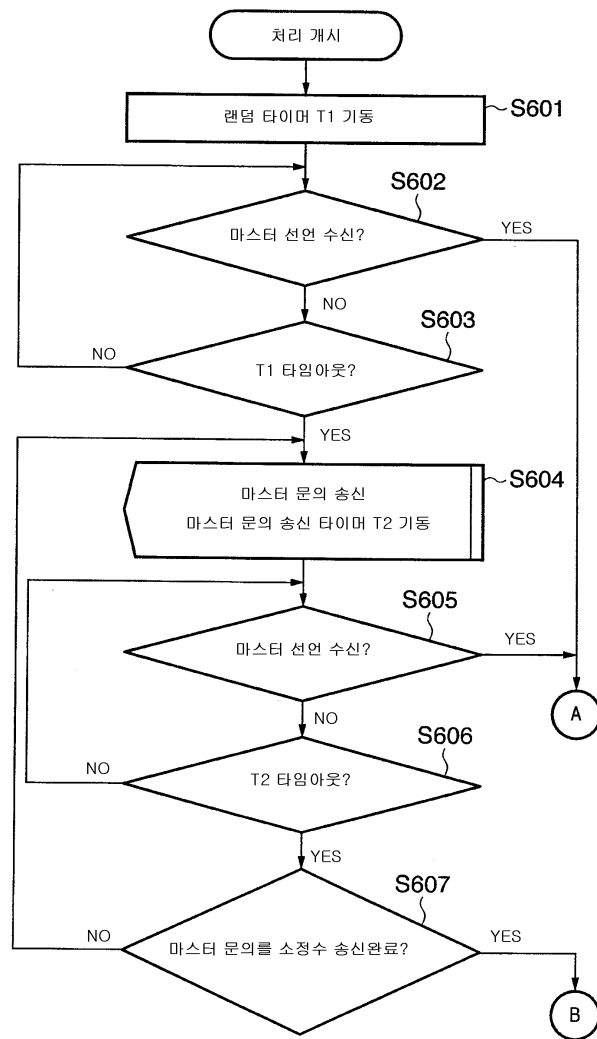 처리 개시
랜덤 타이머 T1 기동
S601
S602
마스터 선언 수신?
YES
NO
S603
NO
T1 타임아웃?
YES
S604
마스터 문의 송신
마스터 문의 송신 타이머 T2 기동
S605
마스터 선언 수신?
YES
A
NO
S606
NO
T2 타임아웃?
YES
S607
NO
마스터 문의를 소정수 송신완료?
YES
B